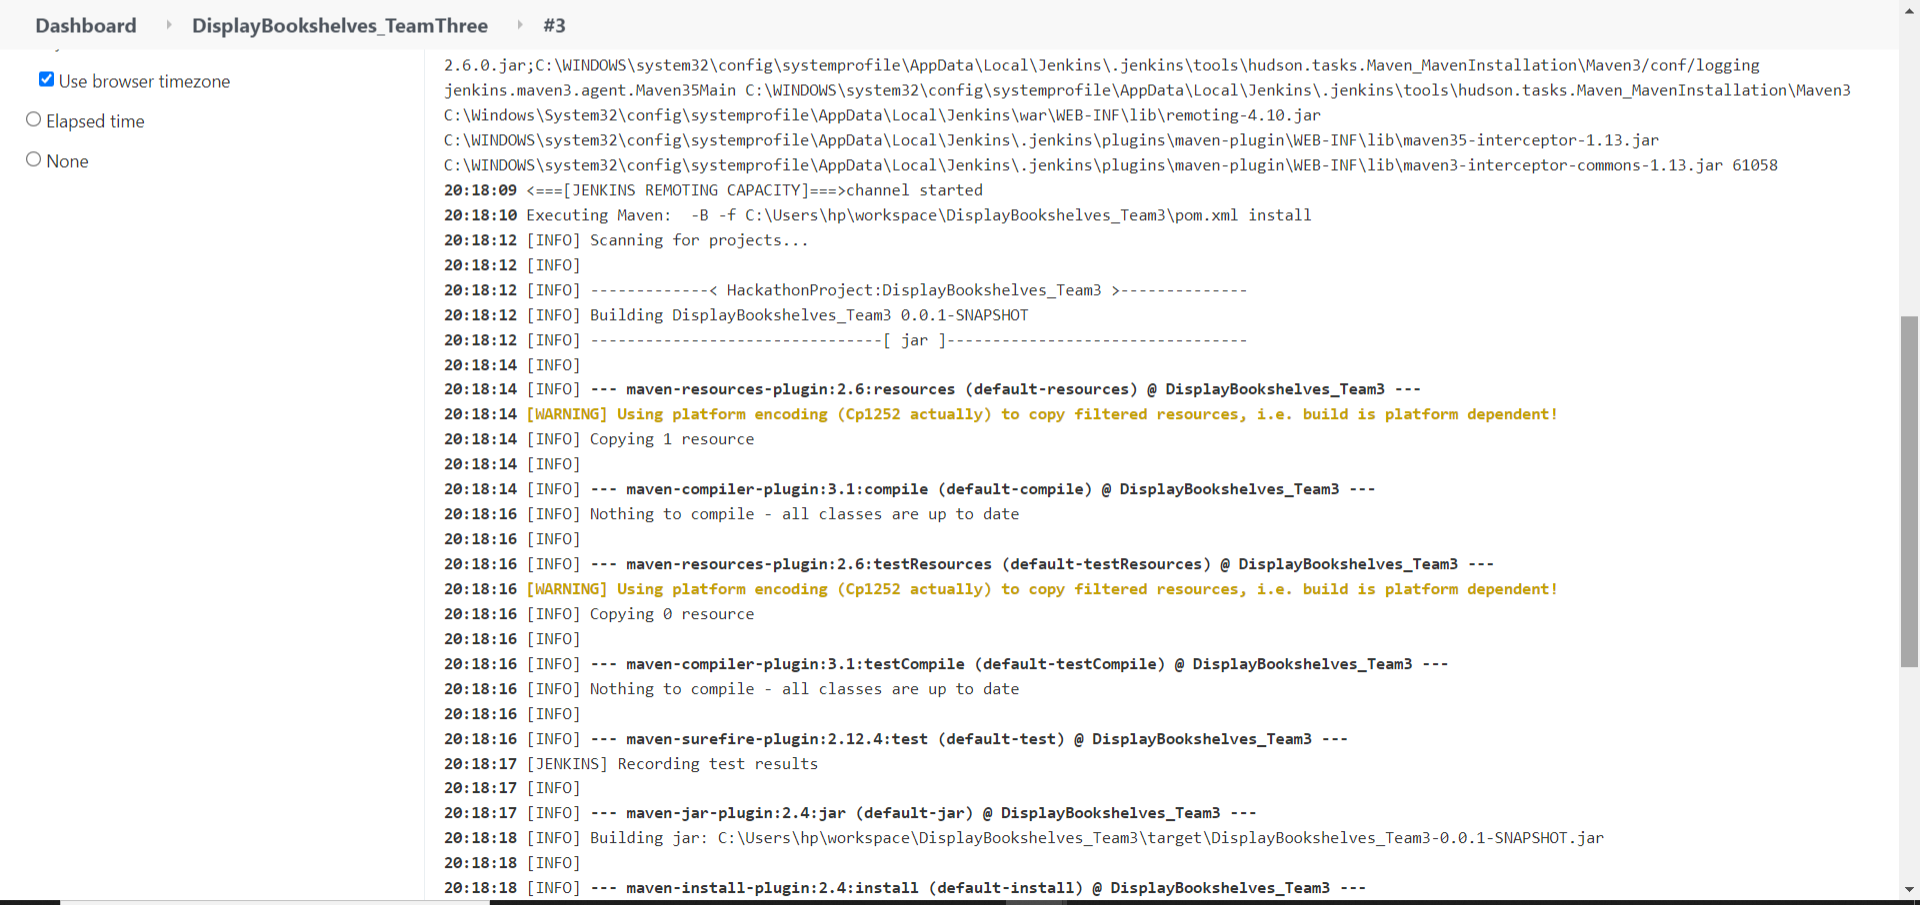 Dashboard DisplayBookshelves_TeamThree #3
Use browser timezone
Elapsed time
None
2.6.0.jar;C:\WINDOWS\system32\config\systemprofile\AppData\Local\Jenkins\.jenkins\tools\hudson.tasks.Maven_MavenInstallation\Maven3/conf/logging
jenkins.maven3.agent.Maven35Main C:\WINDOWS\system32\config\systemprofile\AppData\Local\Jenkins\.jenkins\tools\hudson.tasks.Maven_MavenInstallation\Maven3
C:\Windows\System32\config\systemprofile\AppData\Local\Jenkins\war\WEB-INF\lib\remoting-4.10.jar
C:\WINDOWS\system32\config\systemprofile\AppData\Local\Jenkins\.jenkins\plugins\maven-plugin\WEB-INF\lib\maven35-interceptor-1.13.jar
C:\WINDOWS\system32\config\systemprofile\AppData\Local\Jenkins\.jenkins\plugins\maven-plugin\WEB-INF\lib\maven3-interceptor-commons-1.13.jar 61058
20:18:09 <===[JENKINS REMOTING CAPACITY]===>channel started
20:18:10 Executing Maven:  -B -f C:\Users\hp\workspace\DisplayBookshelves_Team3\pom.xml install
20:18:12 [INFO] Scanning for projects...
20:18:12 [INFO]
20:18:12 [INFO] -------------< HackathonProject:DisplayBookshelves_Team3 >--------------
20:18:12 [INFO] Building DisplayBookshelves_Team3 0.0.1-SNAPSHOT
20:18:12 [INFO] --------------------------------[ jar ]---------------------------------
20:18:14 [INFO]
20:18:14 [INFO] --- maven-resources-plugin:2.6:resources (default-resources) @ DisplayBookshelves_Team3 ---
20:18:14 [WARNING] Using platform encoding (Cp1252 actually) to copy filtered resources, i.e. build is platform dependent!
20:18:14 [INFO] Copying 1 resource
20:18:14 [INFO]
20:18:14 [INFO] --- maven-compiler-plugin:3.1:compile (default-compile) @ DisplayBookshelves_Team3 ---
20:18:16 [INFO] Nothing to compile - all classes are up to date
20:18:16 [INFO]
20:18:16 [INFO] --- maven-resources-plugin:2.6:testResources (default-testResources) @ DisplayBookshelves_Team3 ---
20:18:16 [WARNING] Using platform encoding (Cp1252 actually) to copy filtered resources, i.e. build is platform dependent!
20:18:16 [INFO] Copying 0 resource
20:18:16 [INFO]
20:18:16 [INFO] --- maven-compiler-plugin:3.1:testCompile (default-testCompile) @ DisplayBookshelves_Team3 ---
20:18:16 [INFO] Nothing to compile - all classes are up to date
20:18:16 [INFO]
20:18:16 [INFO] --- maven-surefire-plugin:2.12.4:test (default-test) @ DisplayBookshelves_Team3 ---
20:18:17 [JENKINS] Recording test results
20:18:17 [INFO]
20:18:17 [INFO] --- maven-jar-plugin:2.4:jar (default-jar) @ DisplayBookshelves_Team3 ---
20:18:18 [INFO] Building jar: C:\Users\hp\workspace\DisplayBookshelves_Team3\target\DisplayBookshelves_Team3-0.0.1-SNAPSHOT.jar
20:18:18 [INFO]
20:18:18 [INFO] --- maven-install-plugin:2.4:install (default-install) @ DisplayBookshelves_Team3 ---